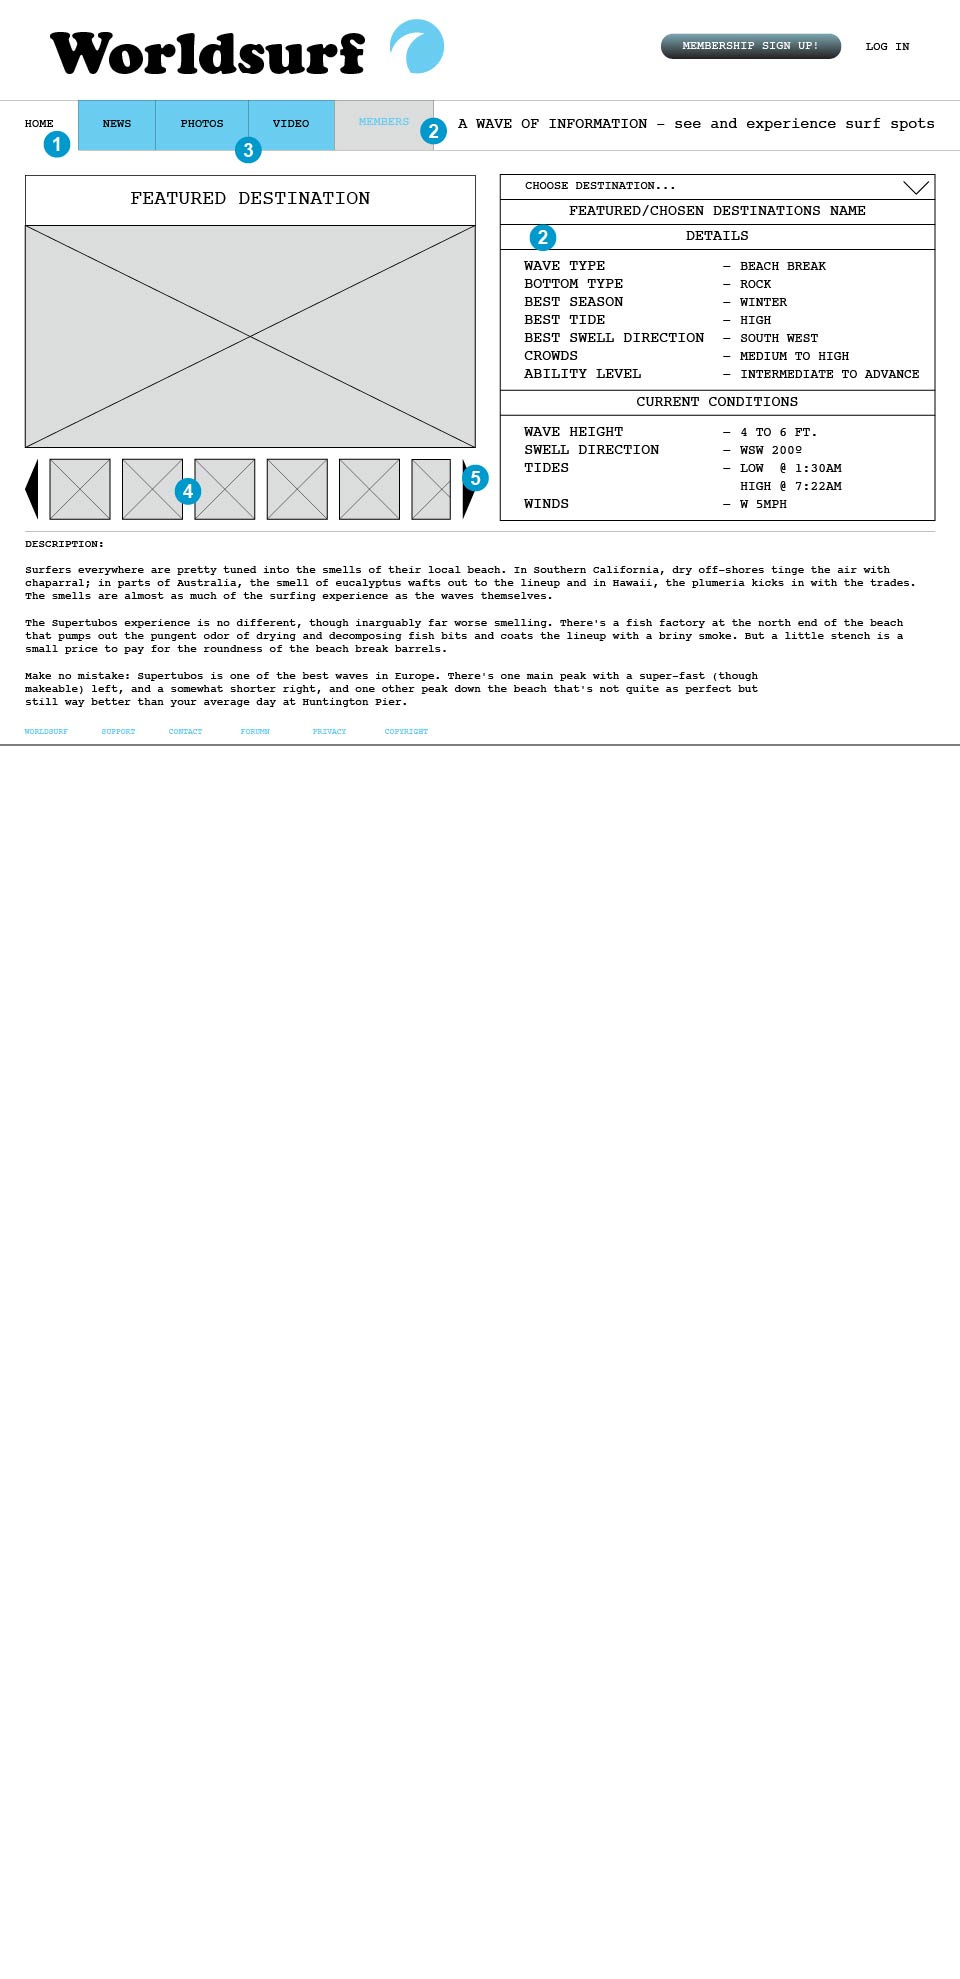 Worldsurf
MEMBERSHIP SIGN UP!
LOG IN
HOME
NEWS
PHOTOS
VIDEO
MEMBERS
A WAVE OF INFORMATION – see and experience surf spots
1
3
2
FEATURED DESTINATION
4
5
CHOOSE DESTINATION...
FEATURED/CHOSEN DESTINATIONS NAME
2
DETAILS
WAVE TYPE – BEACH BREAK
BOTTOM TYPE – ROCK
BEST SEASON – WINTER
BEST TIDE – HIGH
BEST SWELL DIRECTION – SOUTH WEST
CROWDS – MEDIUM TO HIGH
ABILITY LEVEL – INTERMEDIATE TO ADVANCE
CURRENT CONDITIONS
WAVE HEIGHT – 4 TO 6 FT.
SWELL DIRECTION – WSW 200º
TIDES – LOW @ 1:30AM
HIGH @ 7:22AM
WINDS – W 5MPH
DESCRIPTION:
Surfers everywhere are pretty tuned into the smells of their local beach. In Southern California, dry off-shores tinge the air with
chaparral; in parts of Australia, the smell of eucalyptus wafts out to the lineup and in Hawaii, the plumeria kicks in with the trades.
The smells are almost as much of the surfing experience as the waves themselves.
The Supertubos experience is no different, though inarguably far worse smelling. There's a fish factory at the north end of the beach
that pumps out the pungent odor of drying and decomposing fish bits and coats the lineup with a briny smoke. But a little stench is a
small price to pay for the roundness of the beach break barrels.
Make no mistake: Supertubos is one of the best waves in Europe. There's one main peak with a super-fast (though
makeable) left, and a somewhat shorter right, and one other peak down the beach that's not quite as perfect but
still way better than your average day at Huntington Pier.
WORLDSURF SUPPORT CONTACT FORUMN PRIVACY COPYRIGHT